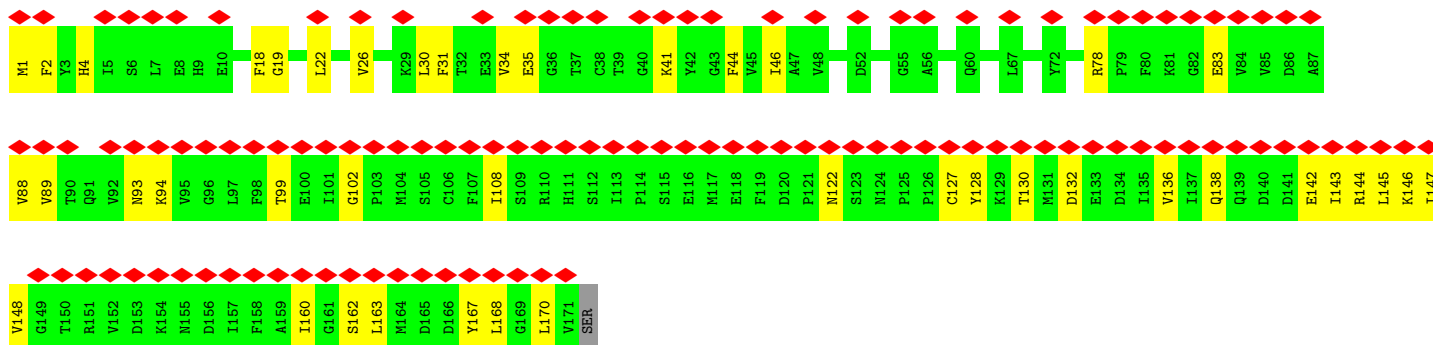 M1 F2 Y3 H4 I5 S6 L7 E8 H9 E10 F18 G19 L22 V26 K29 L30 F31 T32 E33 V34 E35 G36 T37 C38 T39 G40 K41 Y42 G43 F44 V45 I46 A47 V48 D52 G55 A56 Q60 L67 Y72 R78 P79 F80 K81 G82 E83 V84 V85 D86 A87
V88 V89 T90 Q91 V92 N93 K94 V95 G96 L97 F98 T99 E100 I101 G102 P103 M104 S105 C106 F107 I108 S109 R110 H111 S112 I113 P114 S115 E116 M117 E118 F119 D120 P121 N122 S123 N124 P125 P126 C127 Y128 K129 T130 M131 D132 E133 D134 I135 V136 I137 Q138 Q139 D140 D141 E142 I143 R144 L145 K146 I147
V148 G149 T150 R151 V152 D153 K154 N155 D156 I157 F158 A159 I160 G161 S162 L163 M164 D165 D166 Y167 L168 G169 L170 V171 SER